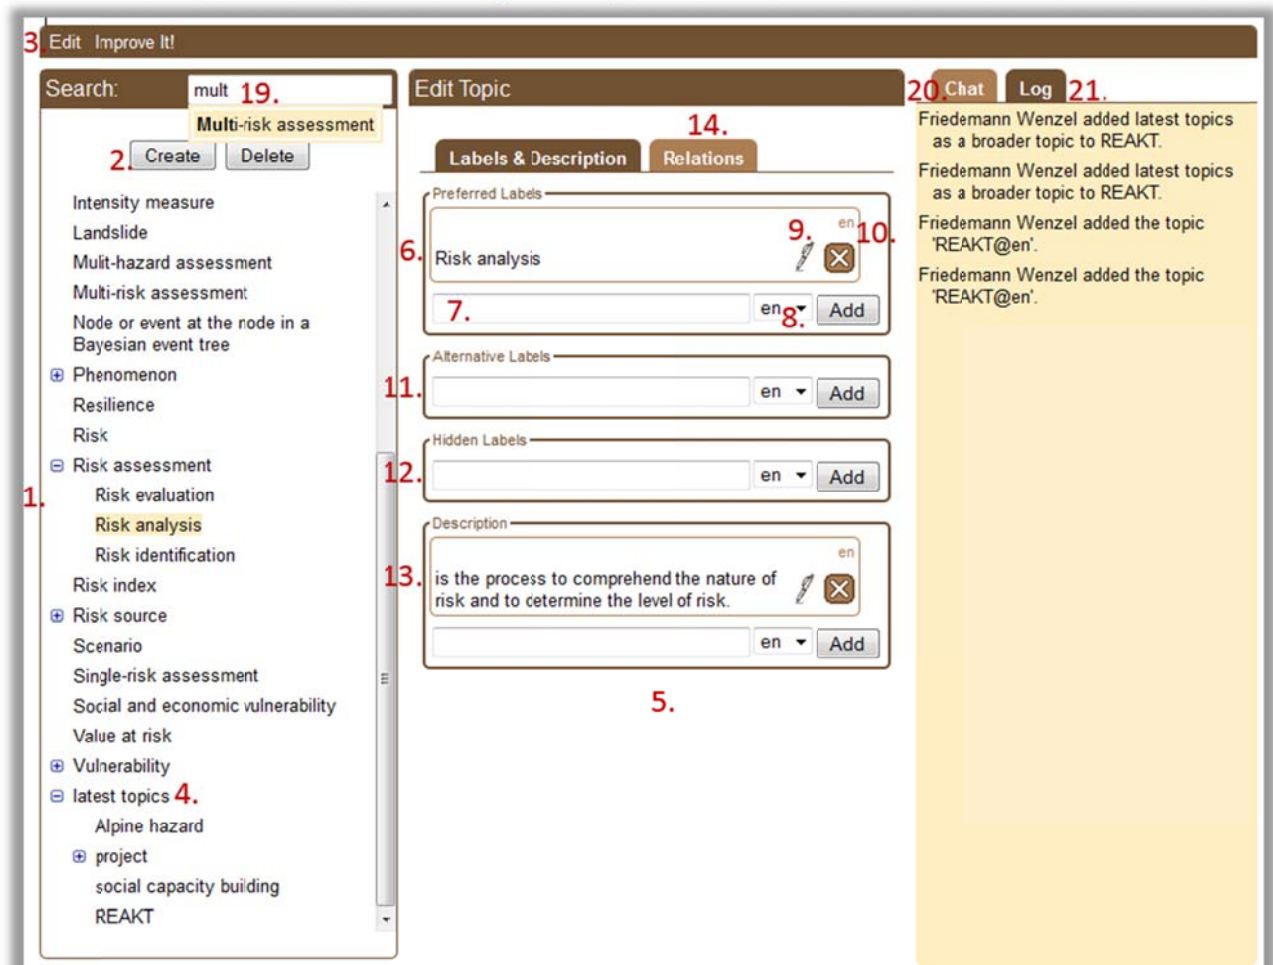 3. Edit Improve It!
Search: mult 19.
Multi-risk assessment
2. Create Delete
Intensity measure
Landslide
Mulit-hazard assessment
Multi-risk assessment
Node or event at the node in a
Bayesian event tree
Phenomenon
Resilience
Risk
Risk assessment
1.
Risk evaluation
Risk analysis
Risk identification
Risk index
Risk source
Scenario
Single-risk assessment
Social and economic vulnerability
Value at risk
Vulnerability
latest topics 4.
Alpine hazard
project
social capacity building
REAKT
Edit Topic
14.
Labels & Description Relations
Preferred Labels
en
6. Risk analysis 9. 10.
7. en 8. Add
Alternative Labels
11. en Add
Hidden Labels
12. en Add
Description
en
13. is the process to comprehend the nature of
risk and to determine the level of risk.
en Add
5.
20. Chat Log 21.
Friedemann Wenzel added latest topics
as a broader topic to REAKT.
Friedemann Wenzel added latest topics
as a broader topic to REAKT.
Friedemann Wenzel added the topic
'REAKT@en'.
Friedemann Wenzel added the topic
'REAKT@en'.